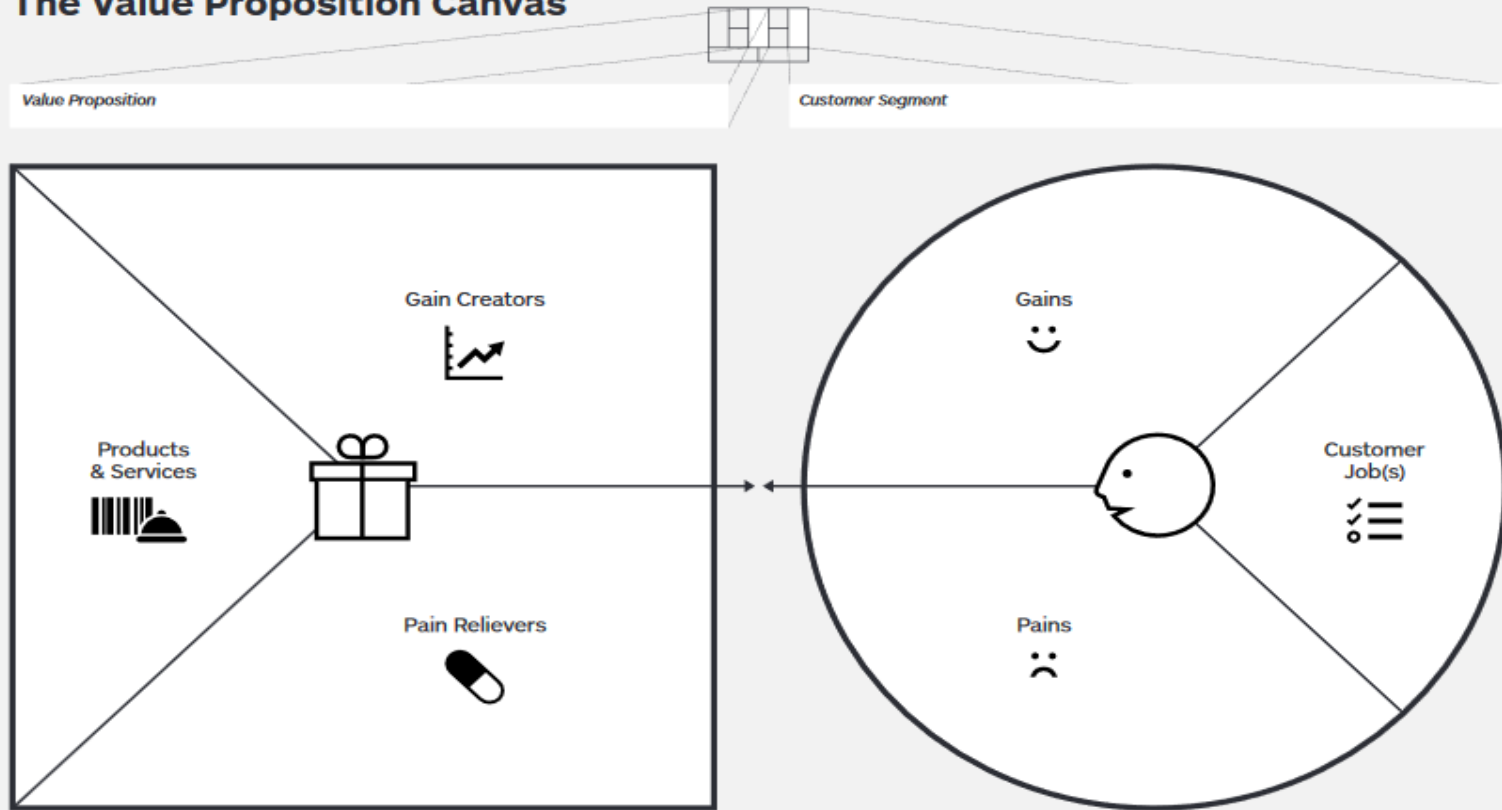 The Value Proposition Canvas
Value Proposition
Customer Segment
Gain Creators
Gains
Products
& Services
Customer
Job(s)
Pain Relievers
Pains